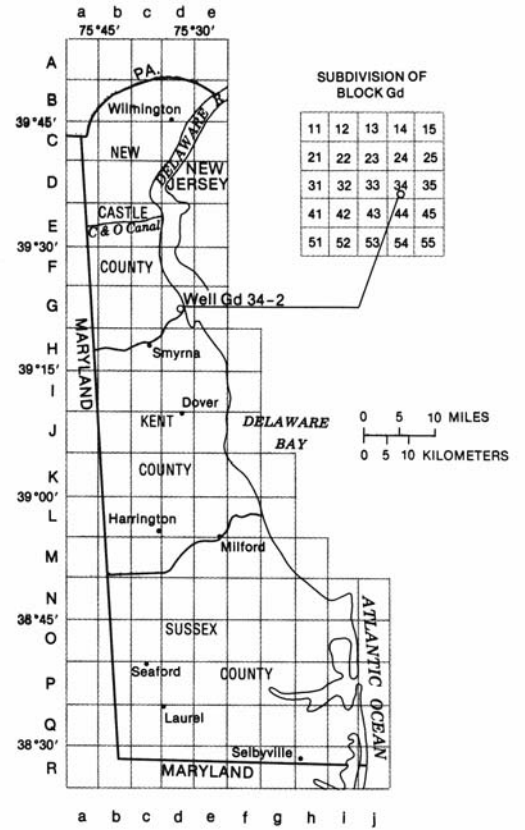 a b c d e
75°45' 75°30'
A
B
C
D
E
F
G
H
I
J
K
L
M
N
O
P
Q
R
39°45'
39°30'
39°15'
39°00'
38°45'
38°30'
PA.
Wilmington
DELAWARE R.
NEW
NEW
JERSEY
CASTLE
C & O Canal
COUNTY
Well Gd 34-2
MARYLAND
Smyrna
Dover
KENT
DELAWARE
BAY
COUNTY
Harrington
Milford
SUSSEX
ATLANTIC OCEAN
Seaford
COUNTY
Laurel
Selbyville
MARYLAND
a b c d e f g h i j
SUBDIVISION OF
BLOCK Gd
11 12 13 14 15
21 22 23 24 25
31 32 33 34 35
41 42 43 44 45
51 52 53 54 55
0 5 10 MILES
0 5 10 KILOMETERS